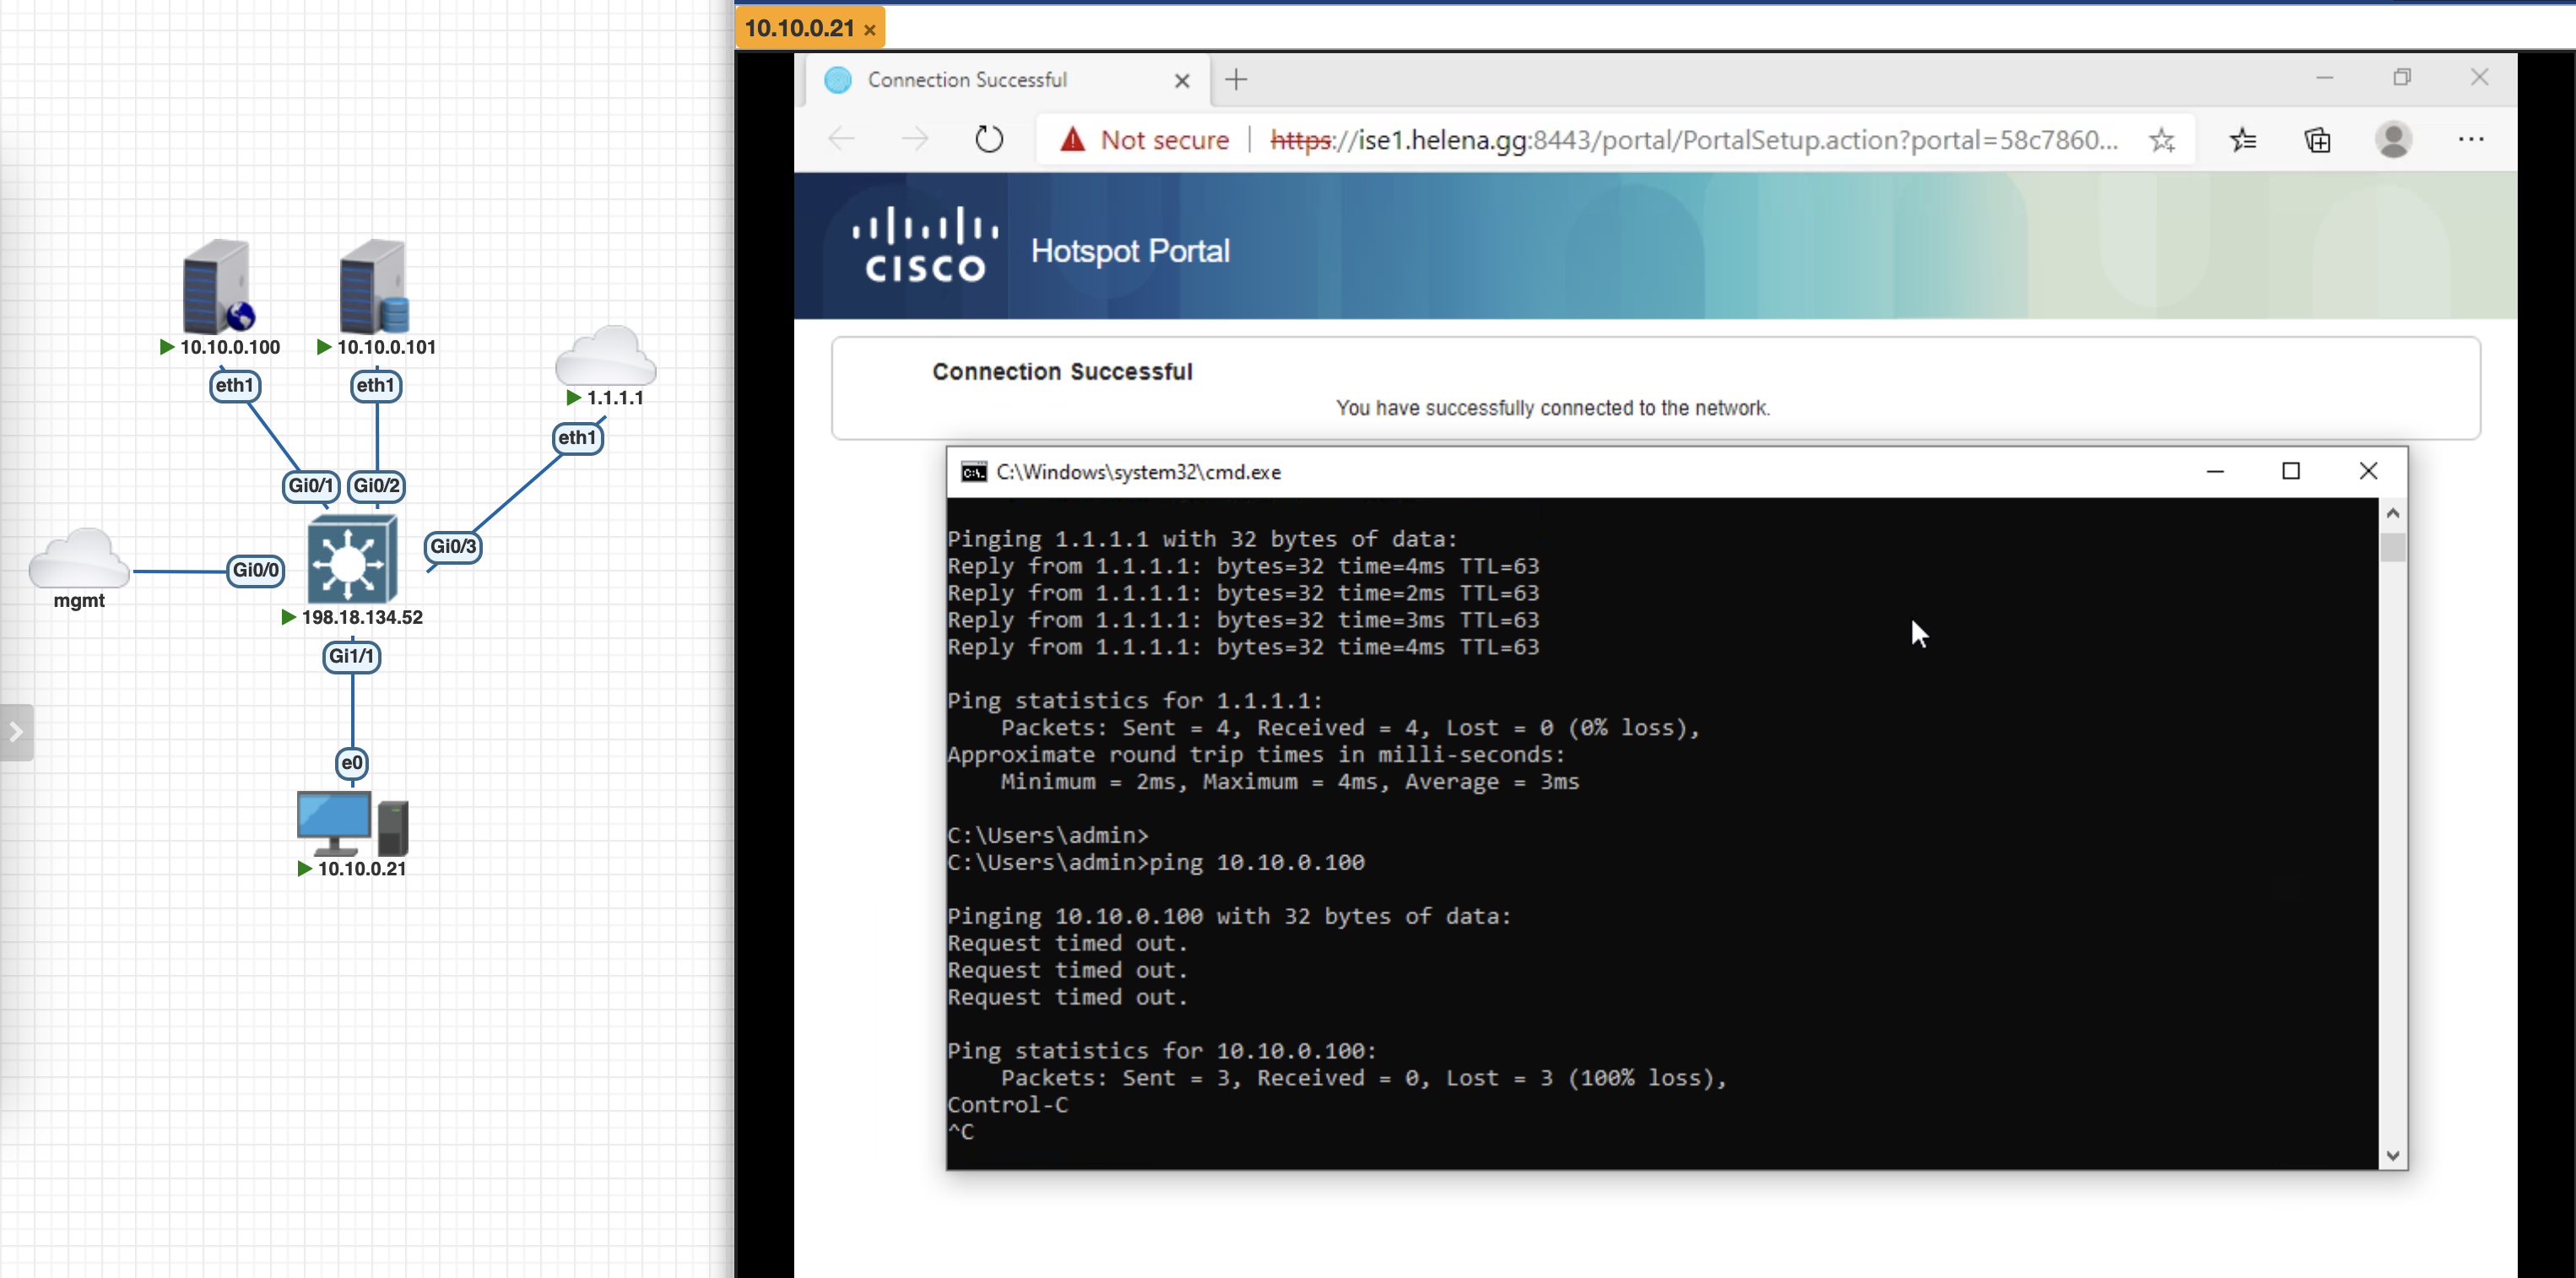 10.10.0.21 ×
Connection Successful
Not secure | https://ise1.helena.gg:8443/portal/PortalSetup.action?portal=58c7860...
CISCO
Hotspot Portal
Connection Successful
You have successfully connected to the network.
C:\Windows\system32\cmd.exe
Pinging 1.1.1.1 with 32 bytes of data:
Reply from 1.1.1.1: bytes=32 time=4ms TTL=63
Reply from 1.1.1.1: bytes=32 time=2ms TTL=63
Reply from 1.1.1.1: bytes=32 time=3ms TTL=63
Reply from 1.1.1.1: bytes=32 time=4ms TTL=63
Ping statistics for 1.1.1.1:
Packets: Sent = 4, Received = 4, Lost = 0 (0% loss),
Approximate round trip times in milli-seconds:
Minimum = 2ms, Maximum = 4ms, Average = 3ms
C:\Users\admin>
C:\Users\admin>ping 10.10.0.100
Pinging 10.10.0.100 with 32 bytes of data:
Request timed out.
Request timed out.
Request timed out.
Ping statistics for 10.10.0.100:
Packets: Sent = 3, Received = 0, Lost = 3 (100% loss),
Control-C
^C
10.10.0.100
10.10.0.101
eth1
eth1
1.1.1.1
eth1
Gi0/1
Gi0/2
Gi0/3
Gi0/0
mgmt
198.18.134.52
Gi1/1
e0
10.10.0.21